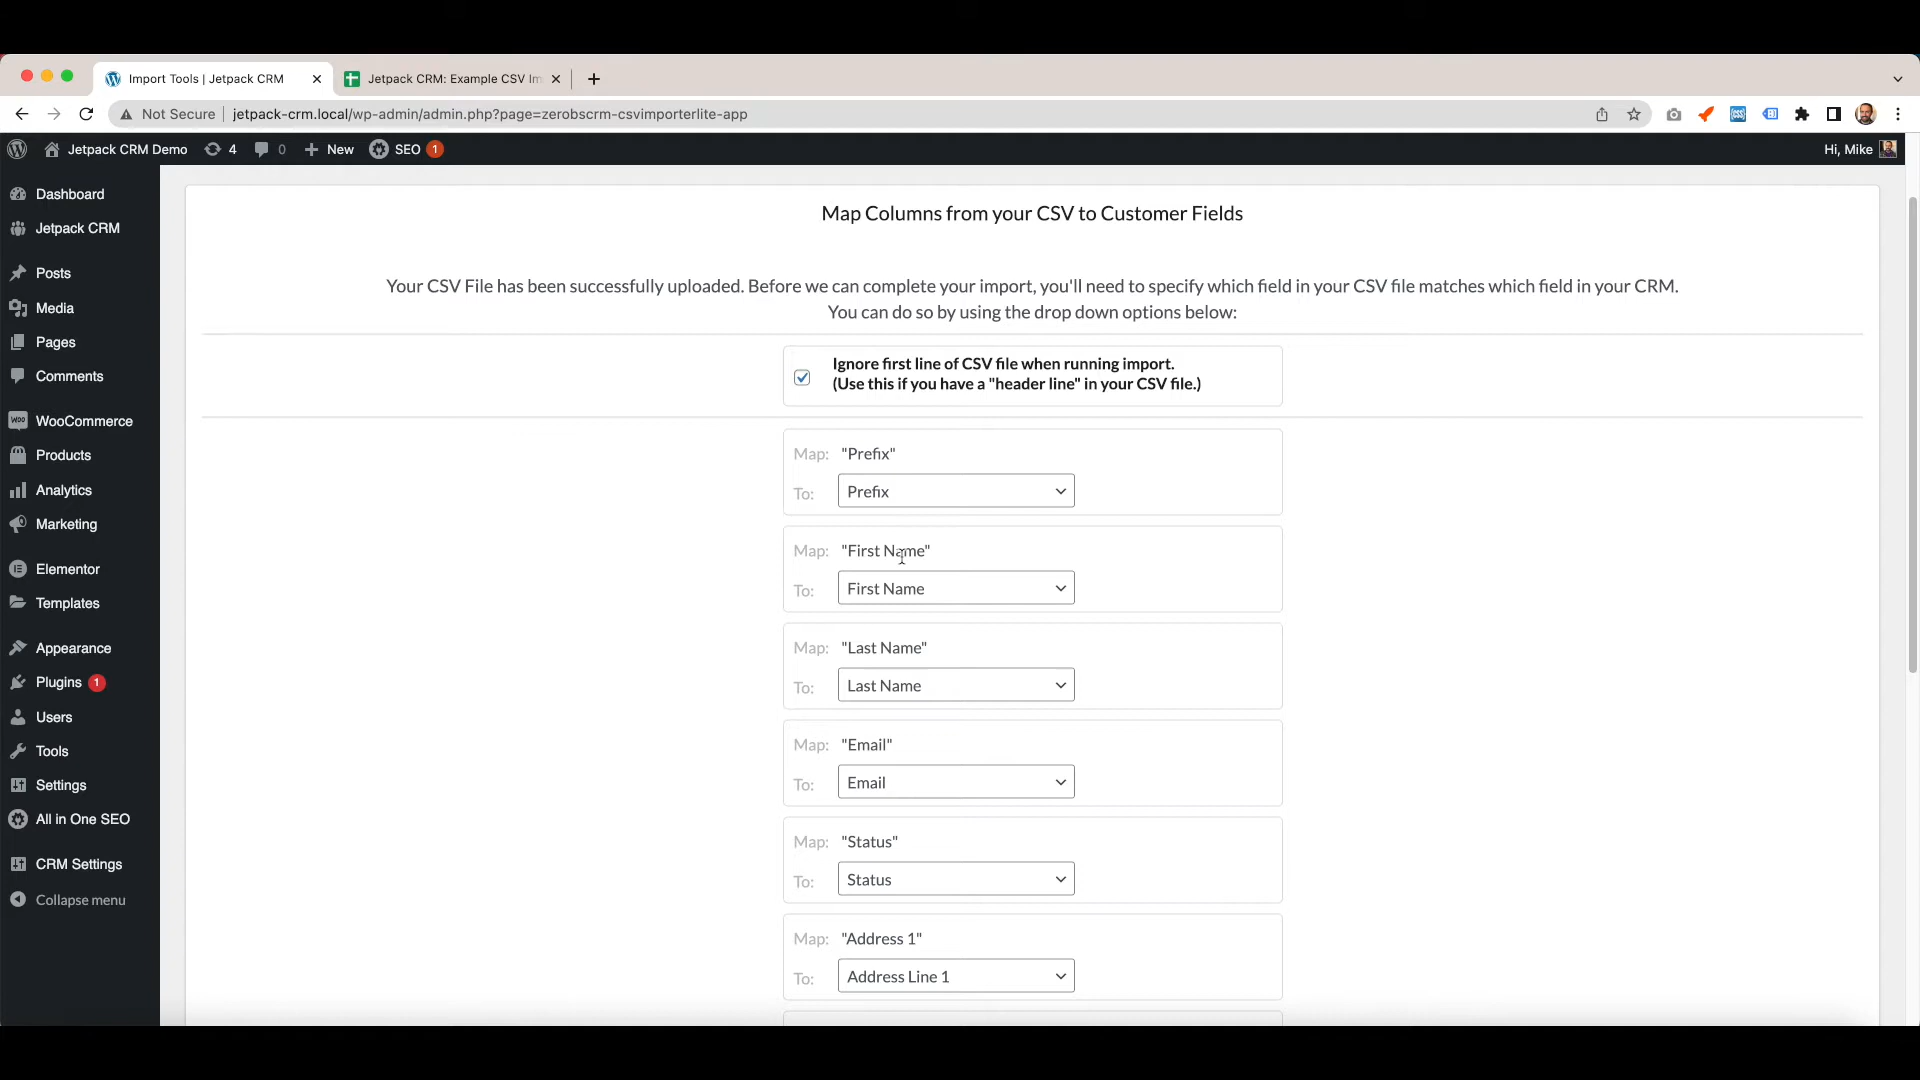 Import Tools | Jetpack CRM
Jetpack CRM: Example CSV Im
Not Secure
jetpack-crm.local/wp-admin/admin.php?page=zerobscrm-csvimporterlite-app
Jetpack CRM Demo
4
0
New
SEO
1
Hi, Mike
Dashboard
Jetpack CRM
Posts
Media
Pages
Comments
WooCommerce
Products
Analytics
Marketing
Elementor
Templates
Appearance
Plugins 1
Users
Tools
Settings
All in One SEO
CRM Settings
Collapse menu
Map Columns from your CSV to Customer Fields
Your CSV File has been successfully uploaded. Before we can complete your import, you'll need to specify which field in your CSV file matches which field in your CRM.
You can do so by using the drop down options below:
Ignore first line of CSV file when running import.
(Use this if you have a "header line" in your CSV file.)
Map: "Prefix"
To: Prefix
Map: "First Name"
To: First Name
Map: "Last Name"
To: Last Name
Map: "Email"
To: Email
Map: "Status"
To: Status
Map: "Address 1"
To: Address Line 1